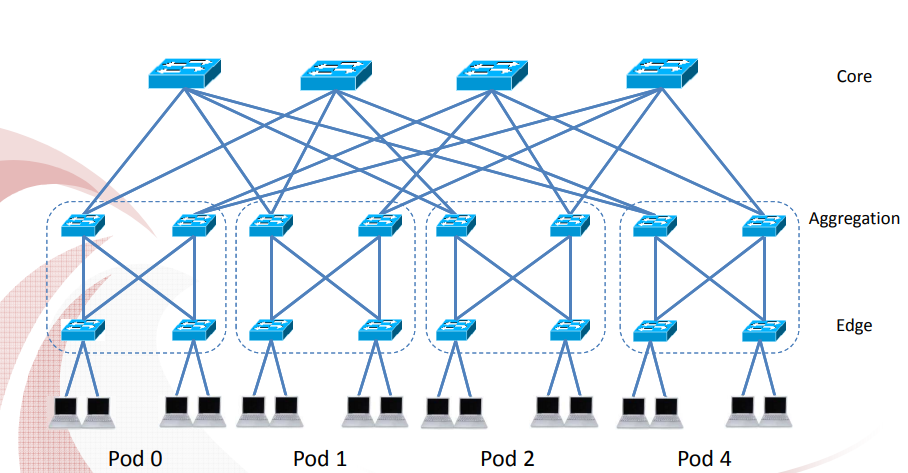 Core
Aggregation
Edge
Pod 0
Pod 1
Pod 2
Pod 4